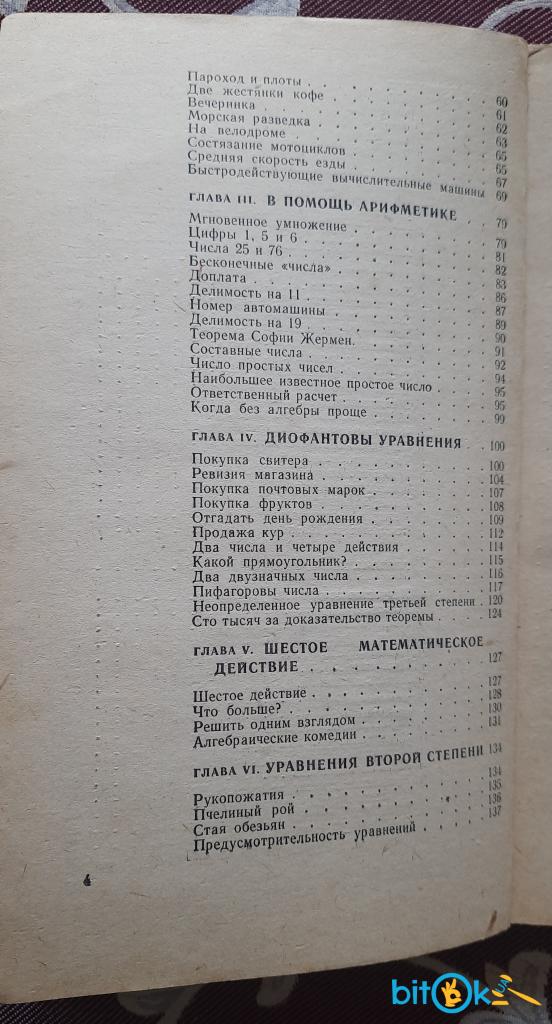 Пароход и плоты . . . . . . . . 60
Две жестянки кофе . . . . . . . 61
Вечеринка . . . . . . . . . . 62
Морская разведка . . . . . . . 63
На велодроме . . . . . . . . . 65
Состязание мотоциклов . . . . . . 65
Средняя скорость езды . . . . . . 67
Быстродействующие вычислительные машины 69
ГЛАВА III. В ПОМОЩЬ АРИФМЕТИКЕ . . 79
Мгновенное умножение . . . . . . 79
Цифры 1, 5 и 6 . . . . . . . . 81
Числа 25 и 76 . . . . . . . . 82
Бесконечные «числа» . . . . . . . 83
Доплата . . . . . . . . . . . 86
Делимость на 11 . . . . . . . . 87
Номер автомашины . . . . . . . 89
Делимость на 19 . . . . . . . . 90
Теорема Софии Жермен. . . . . . . 91
Составные числа . . . . . . . . 92
Число простых чисел . . . . . . . 94
Наибольшее известное простое число . . . 95
Ответственный расчет . . . . . . . 95
Когда без алгебры проще . . . . . . 99
ГЛАВА IV. ДИОФАНТОВЫ УРАВНЕНИЯ . . 100
Покупка свитера . . . . . . . . 100
Ревизия магазина . . . . . . . . 104
Покупка почтовых марок . . . . . . 107
Покупка фруктов . . . . . . . . 108
Отгадать день рождения . . . . . . 109
Продажа кур . . . . . . . . . 112
Два числа и четыре действия . . . . 114
Какой прямоугольник? . . . . . . . 115
Два двузначных числа . . . . . . . 116
Пифагоровы числа . . . . . . . . 117
Неопределенное уравнение третьей степени . 120
Сто тысяч за доказательство теоремы . . . 124
ГЛАВА V. ШЕСТОЕ МАТЕМАТИЧЕСКОЕ
ДЕЙСТВИЕ . . . . . . . . . 127
Шестое действие . . . . . . . . 127
Что больше? . . . . . . . . . 128
Решить одним взглядом . . . . . . 130
Алгебраические комедии . . . . . . 131
ГЛАВА VI. УРАВНЕНИЯ ВТОРОЙ СТЕПЕНИ 134
Рукопожатия . . . . . . . . . 134
Пчелиный рой . . . . . . . . . 135
Стая обезьян . . . . . . . . . 136
Предусмотрительность уравнений . . . . 137
4
bitOk.UA